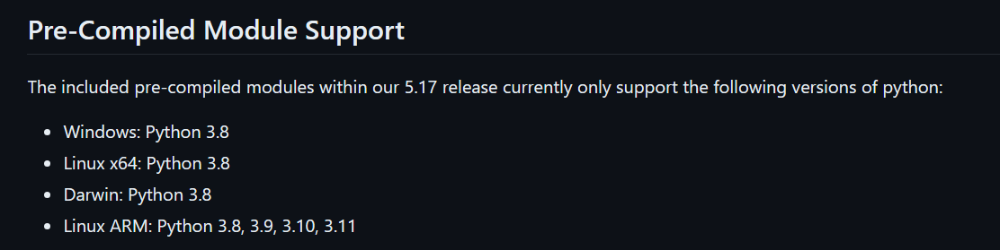 Pre-Compiled Module Support
The included pre-compiled modules within our 5.17 release currently only support the following versions of python:
• Windows: Python 3.8
• Linux x64: Python 3.8
• Darwin: Python 3.8
• Linux ARM: Python 3.8, 3.9, 3.10, 3.11